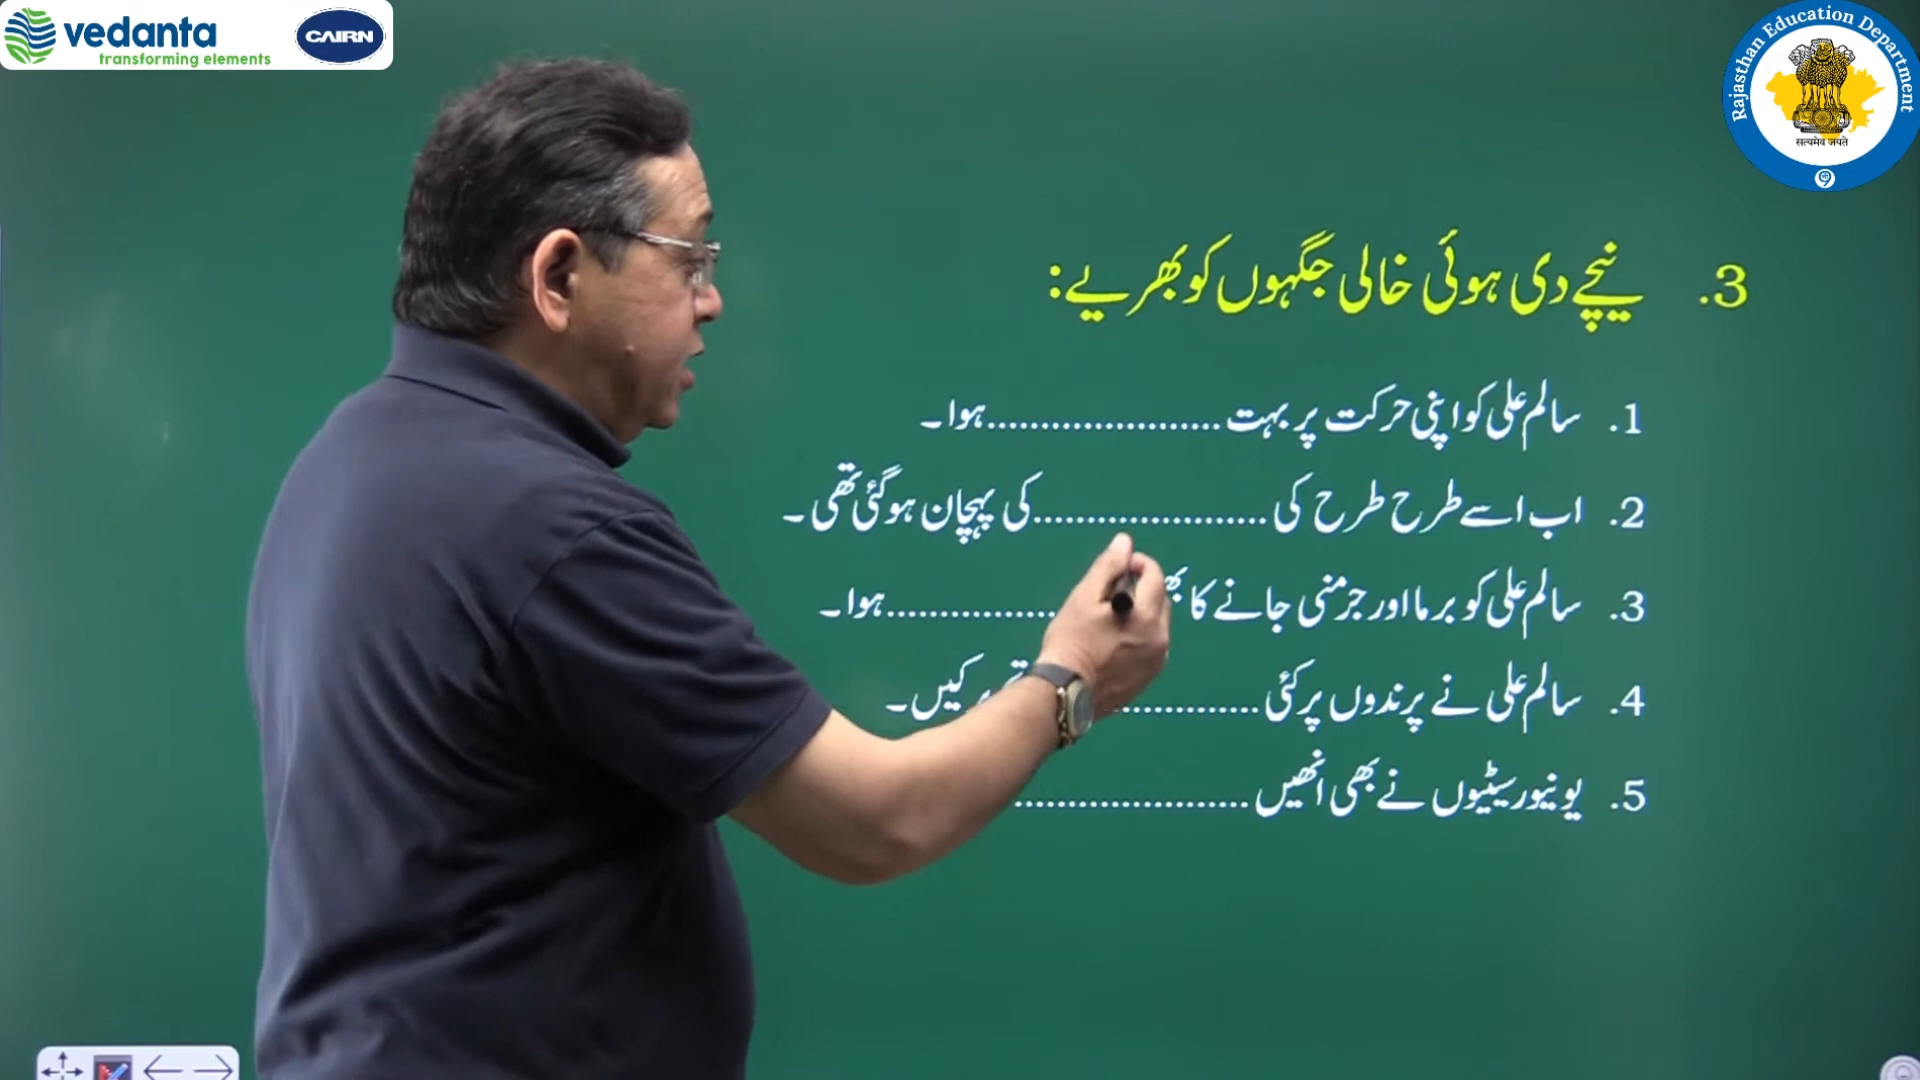 vedanta
transforming elements
CAIRN
Rajasthan Education Department
सत्यमेव जयते
3. نیچے دی ہوئی خالی جگہوں کو بھریے:
1. سالم علی کو اپنی حرکت پر بہت ...................... ہوا۔
2. اب اسے طرح طرح کی ...................... کی پہچان ہو گئی تھی۔
3. سالم علی کو برما اور جرمنی جانے کا ................ ہوا۔
4. سالم علی نے پرندوں پر کئی .............. کیں۔
5. یونیورسٹیوں نے بھی انھیں ......................